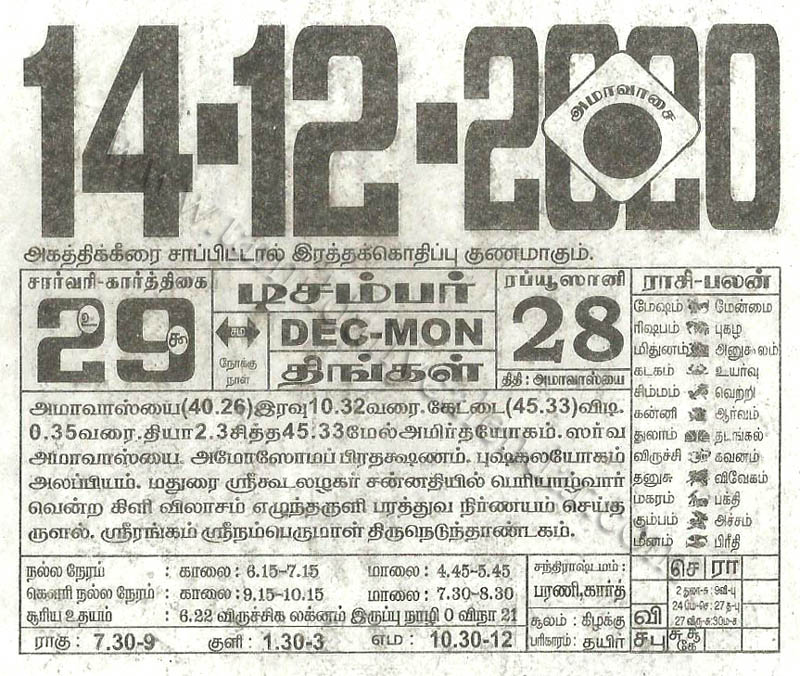 14-12-2020
அமாவாசை
அகத்திக்கீரை சாப்பிட்டால் இரத்தக்கொதிப்பு குணமாகும்.
சார்வரி-கார்த்திகை
29
உ
கூ
சம
நோக்கு
நாள்
டிசம்பர்
DEC-MON
திங்கள்
ரப்யூஸானி
28
திதி : அமாவாஸ்யை
ராசி-பலன்
மேஷம் மேன்மை
ரிஷபம் புகழ்
மிதுனம் அனுகூலம்
கடகம் உயர்வு
சிம்மம் வெற்றி
கன்னி ஆர்வம்
துலாம் தடங்கல்
விருச்சி கவனம்
தனுசு விவேகம்
மகரம் பக்தி
கும்பம் அச்சம்
மீனம் பிரீதி
அமாவாஸ்யை(40.26)இரவு10.32வரை.கேட்டை(45.33)விடி.
0.35வரை.தியா2.3சித்த45.33மேல்அமிர்தயோகம். ஸர்வ
அமாவாஸ்யை. அமோஸோமப் பிரதக்ஷணம். புஷ்கலயோகம்
அலப்பியம். மதுரை ஸ்ரீகூடலழகர் சன்னதியில் பெரியாழ்வார்
வென்ற கிளி விலாசம் எழுந்தருளி பரத்துவ நிர்ணயம் செய்த
ருளல். ஸ்ரீரங்கம் ஸ்ரீநம்பெருமாள் திருநெடுந்தாண்டகம்.
நல்ல நேரம் : காலை: 6.15-7.15 மாலை: 4.45-5.45
கௌரி நல்ல நேரம் : காலை: 9.15-10.15 மாலை: 7.30-8.30
சூரிய உதயம் : 6.22 விருச்சிக லக்னம் இருப்பு நாழி 0 விநா 21
ராகு : 7.30-9 குளி : 1.30-3 எம : 10.30-12
சந்திராஷ்டமம் :
பரணி,கார்த்
சூலம் : கிழக்கு
பரிகாரம் : தயிர்
செ ரா
2 துலா-சு : 9வி-பு
24 மே-செ : 27 த-பு
27 விரு-சு:30ம-ச
வி
சபு சூ சு கே